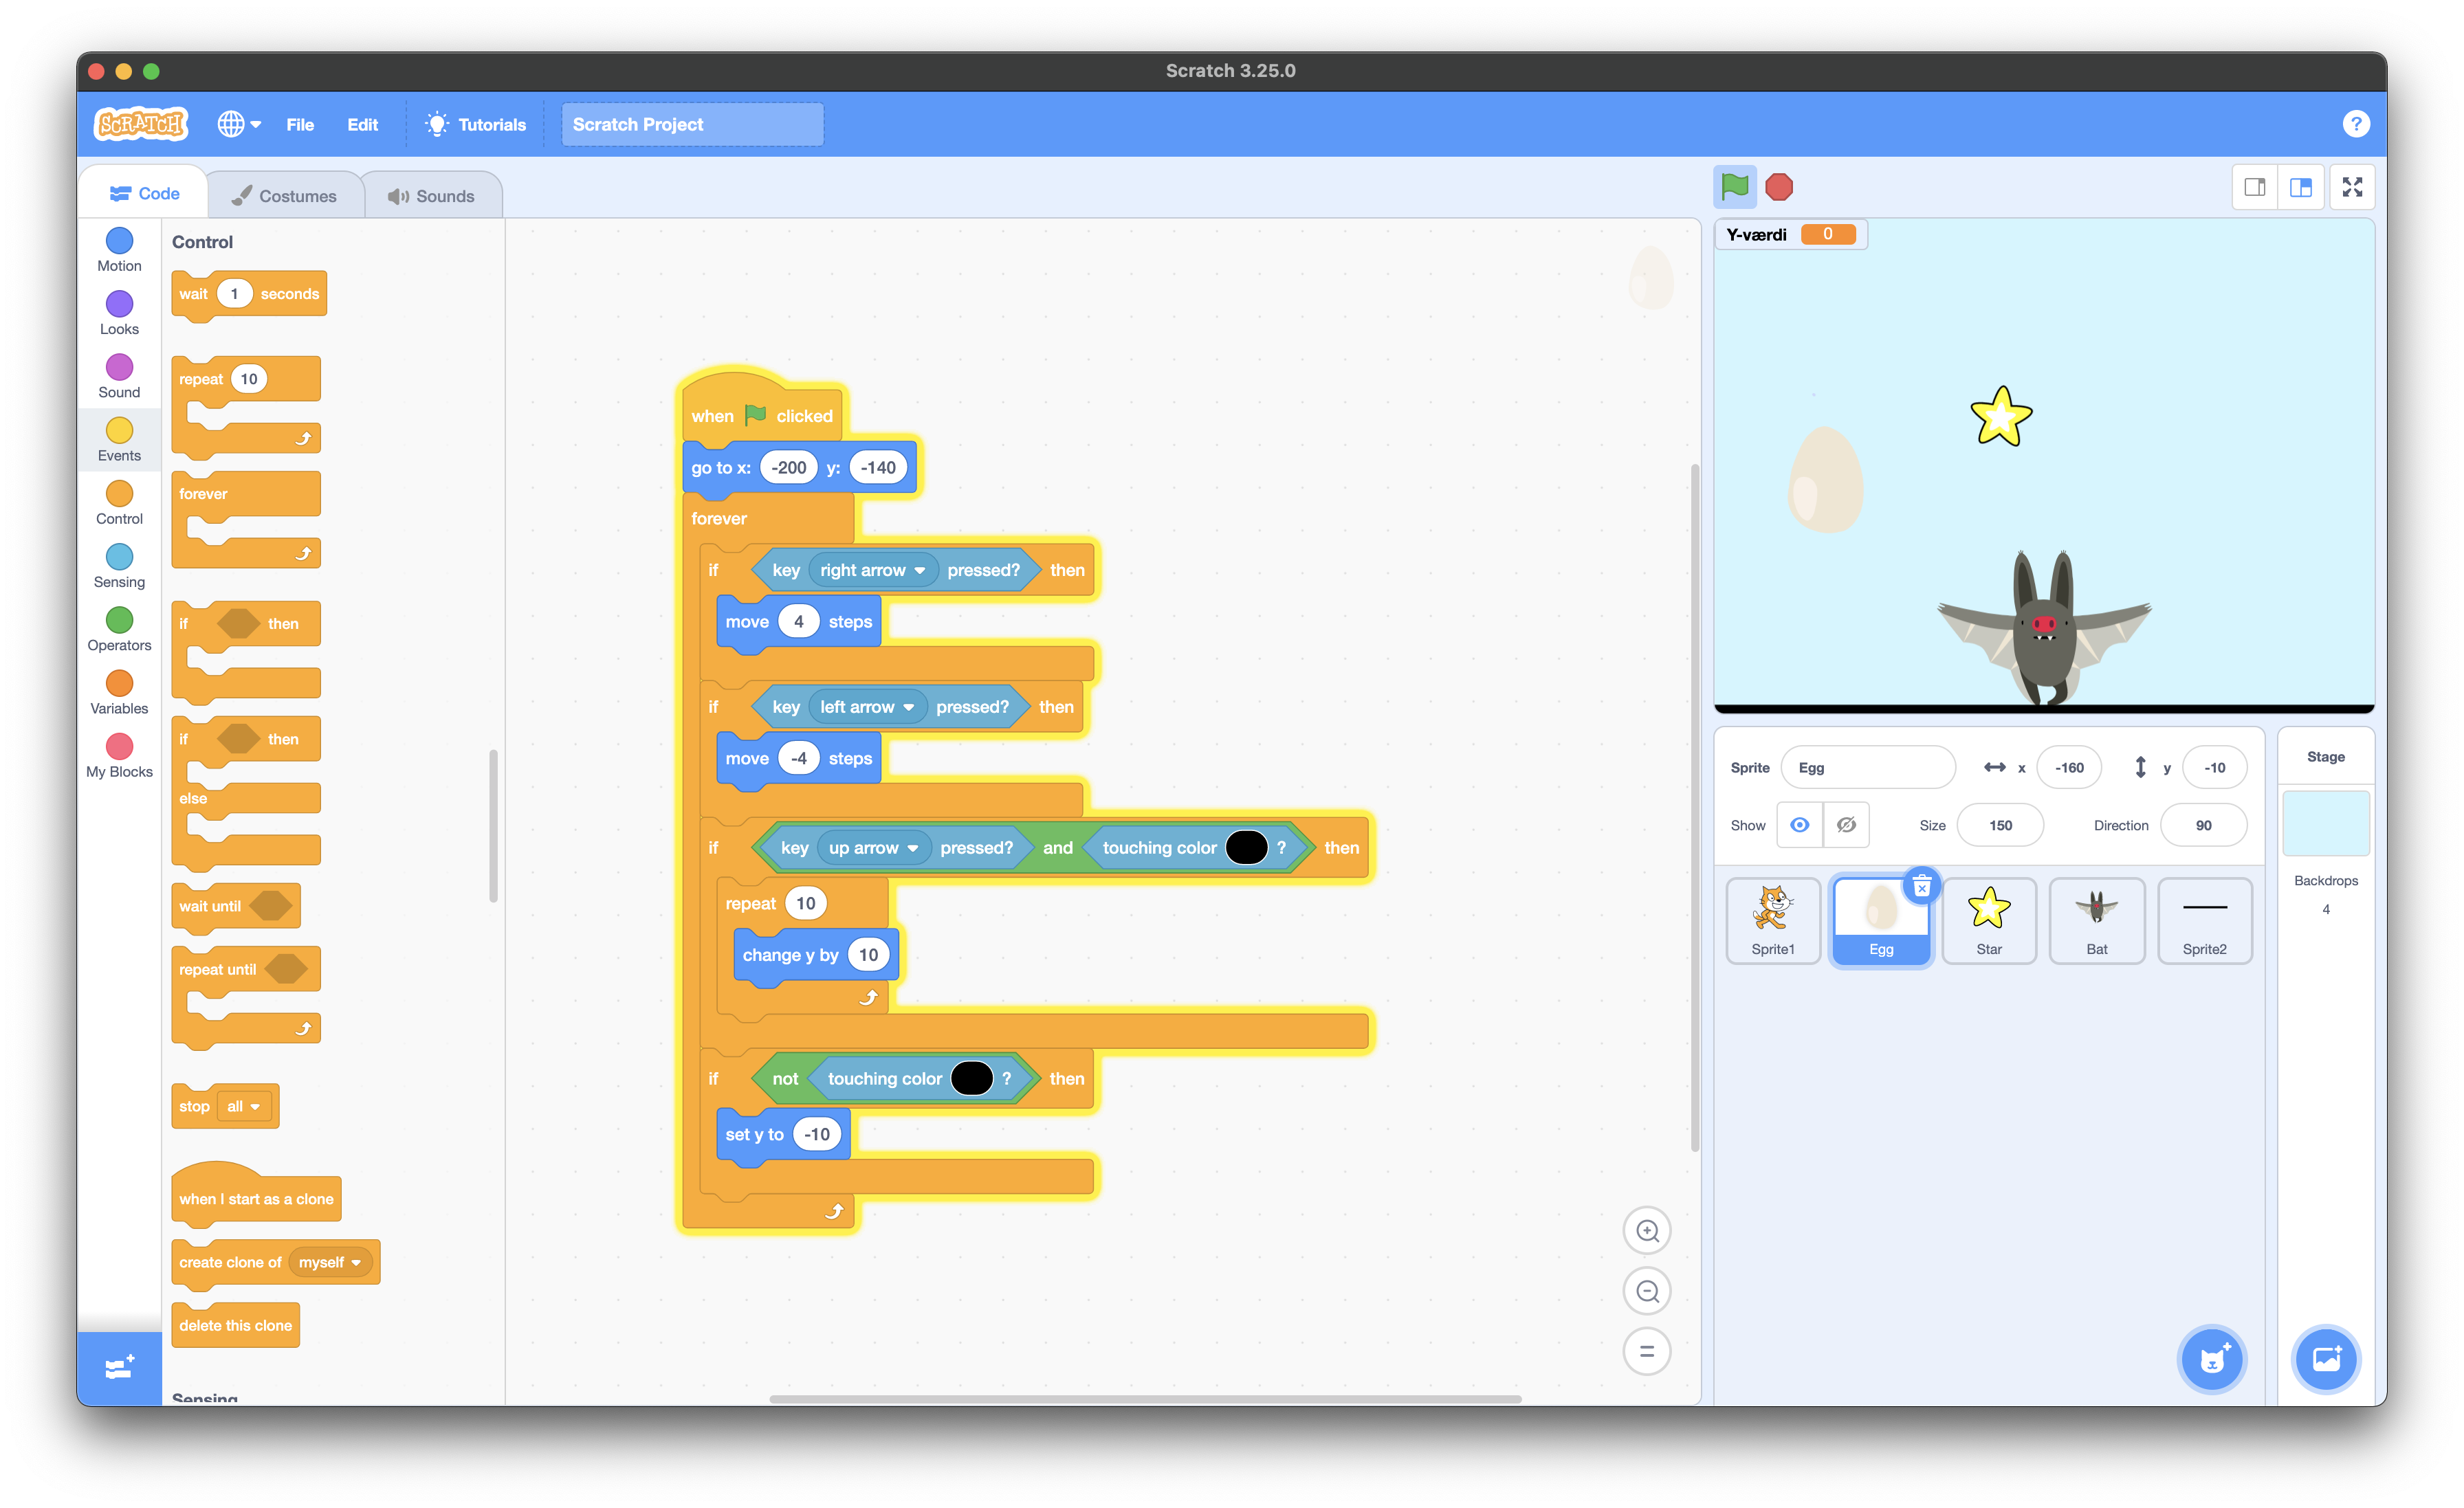 Scratch 3.25.0
SCRATCH
File
Edit
Tutorials
Scratch Project
?
Code
Costumes
Sounds
Motion
Looks
Sound
Events
Control
Sensing
Operators
Variables
My Blocks
Control
wait 1 seconds
repeat 10
forever
if then
if then
else
wait until
repeat until
stop all
when I start as a clone
create clone of myself
delete this clone
Sensing
when clicked
go to x: -200 y: -140
forever
if key right arrow pressed? then
move 4 steps
if key left arrow pressed? then
move -4 steps
if key up arrow pressed? and touching color ? then
repeat 10
change y by 10
if not touching color ? then
set y to -10
Y-værdi 0
Sprite Egg x -160 y -10
Show Size 150 Direction 90
Sprite1
Egg
Star
Bat
Sprite2
Stage
Backdrops
4